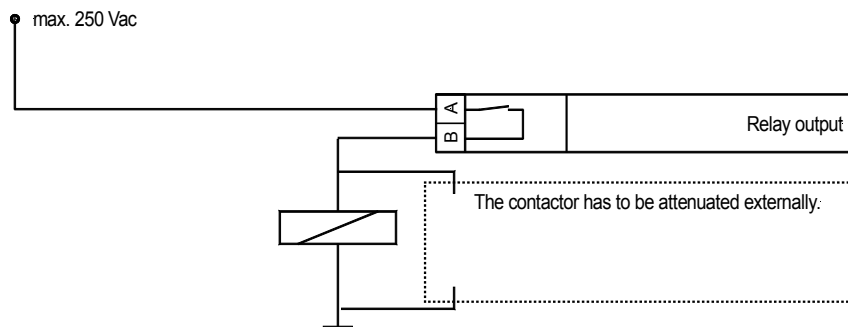 max. 250 Vac
A
B
Relay output
The contactor has to be attenuated externally.